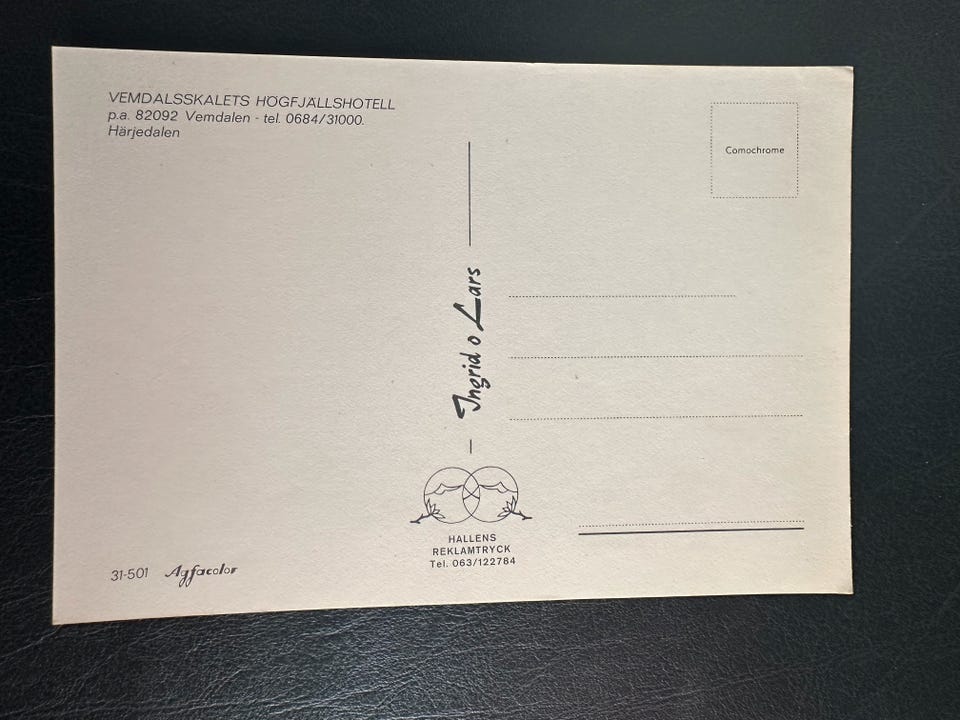 VEMDALSSKALETS HÖGFJÄLLSHOTELL
p.a. 82092 Vemdalen - tel. 0684/31000.
Härjedalen
Comochrome
Ingrid o Lars
HALLENS
REKLAMTRYCK
Tel. 063/122784
31-501 Agfacolor